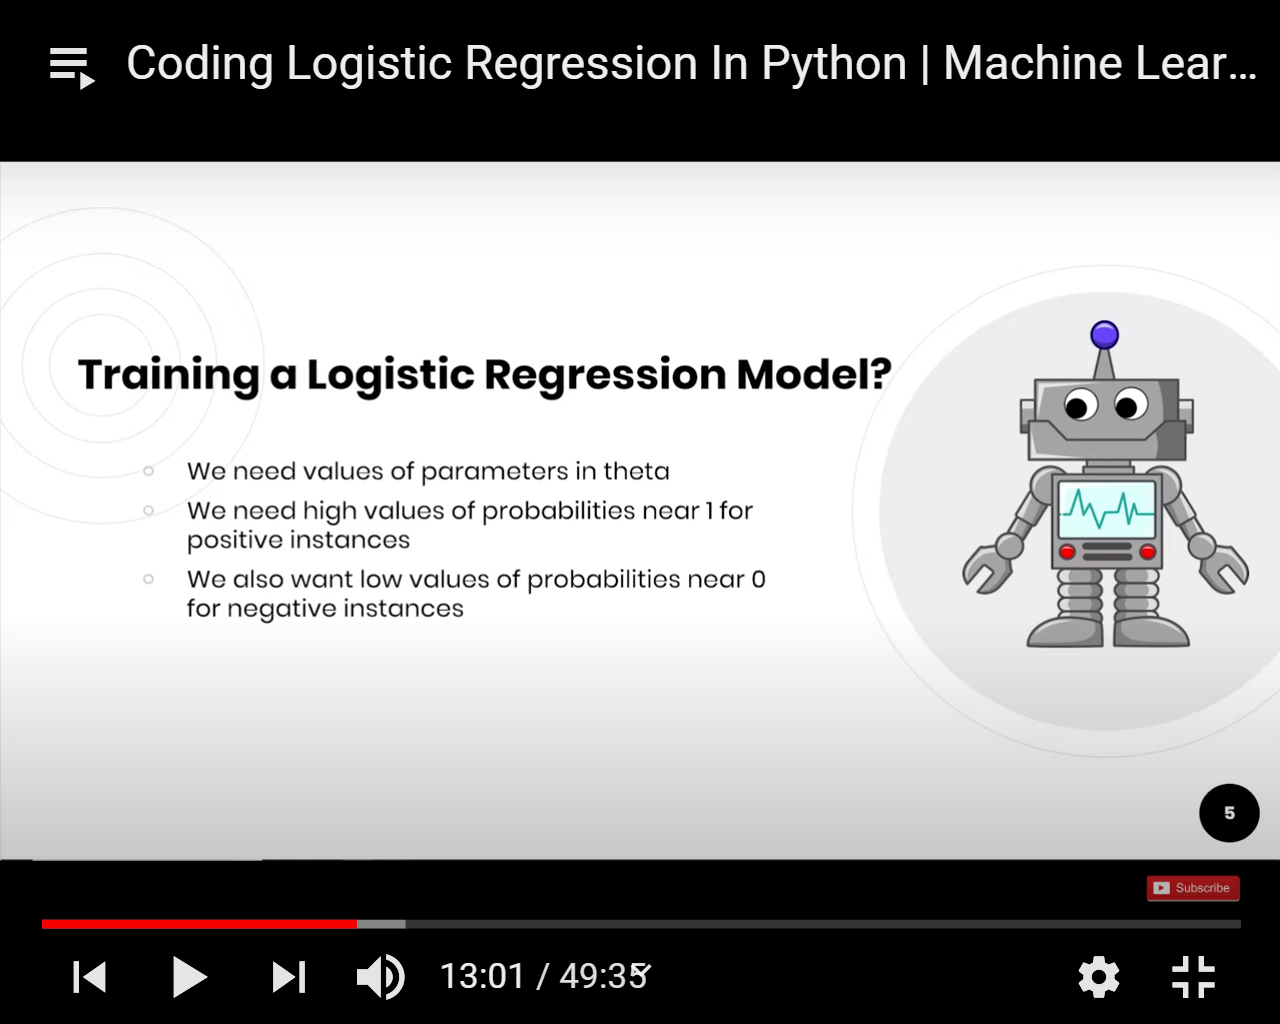 Coding Logistic Regression In Python | Machine Lear...
Training a Logistic Regression Model?
We need values of parameters in theta
We need high values of probabilities near 1 for
positive instances
We also want low values of probabilities near 0
for negative instances
5
Subscribe
13:01 / 49:35